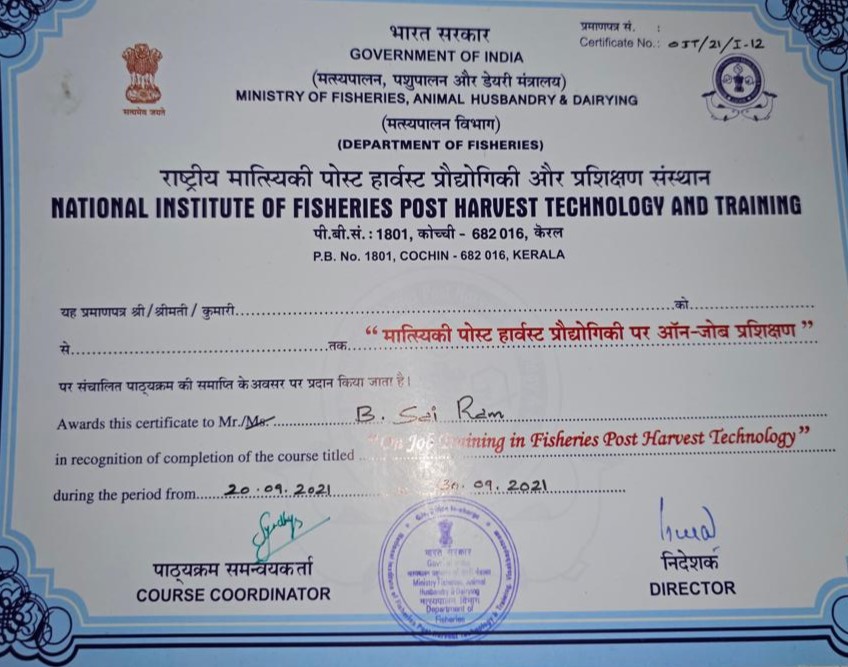 प्रमाणपत्र सं. :
Certificate No.: OJT/21/I-12
सत्यमेव जयते
भारत सरकार
GOVERNMENT OF INDIA
(मत्स्यपालन, पशुपालन और डेयरी मंत्रालय)
MINISTRY OF FISHERIES, ANIMAL HUSBANDRY & DAIRYING
(मत्स्यपालन विभाग)
(DEPARTMENT OF FISHERIES)
राष्ट्रीय मात्स्यिकी पोस्ट हार्वस्ट प्रौद्योगिकी और प्रशिक्षण संस्थान
NATIONAL INSTITUTE OF FISHERIES POST HARVEST TECHNOLOGY AND TRAINING
पी.बी.सं. : 1801, कोच्ची - 682 016, केरल
P.B. No. 1801, COCHIN - 682 016, KERALA
यह प्रमाणपत्र श्री/श्रीमती / कुमारी.......को.......
से.......तक....... “ मात्स्यिकी पोस्ट हार्वस्ट प्रौद्योगिकी पर ऑन-जोब प्रशिक्षण ”
पर संचालित पाठ्यक्रम की समाप्ति के अवसर पर प्रदान किया जाता है।
Awards this certificate to Mr./Ms. B. Sai Ram
in recognition of completion of the course titled “On Job Training in Fisheries Post Harvest Technology”
during the period from 20.09.2021 30.09.2021
पाठ्यक्रम समन्वयकर्ता
COURSE COORDINATOR
भारत सरकार
Ministry Fisheries, Animal
Husbandry & Dairying
मत्स्यपालन विभाग
Department of
Fisheries
निदेशक
DIRECTOR